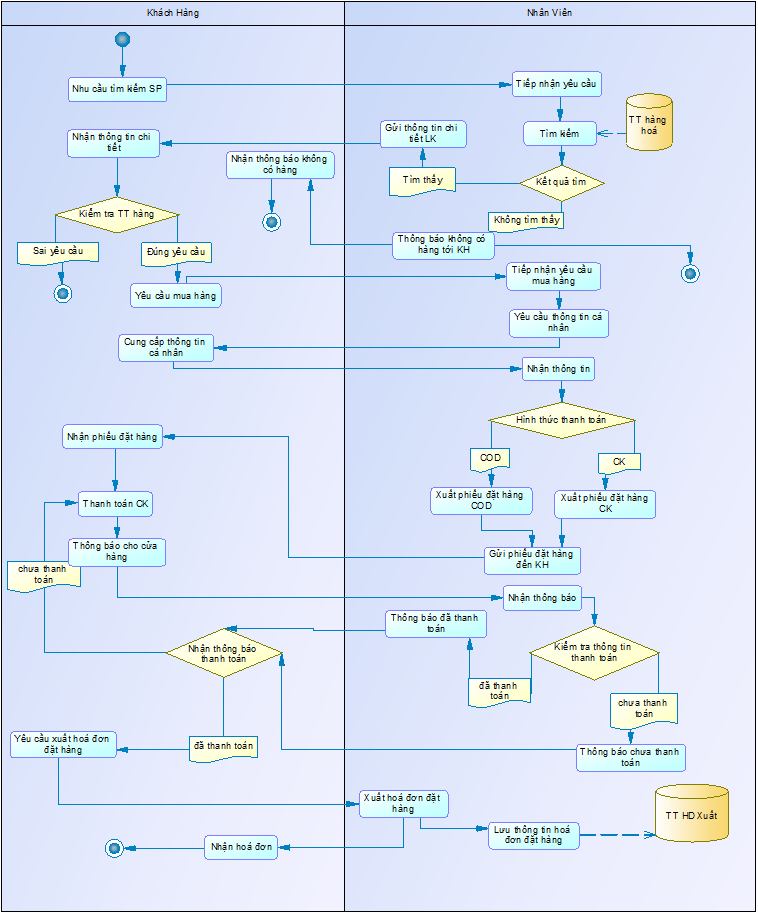 Khách Hàng
Nhân Viên
Nhu cầu tìm kiếm SP
Tiếp nhận yêu cầu
TT hàng
hoá
Tìm kếm
Gửi thông tin chi
tiết LK
Nhận thông tin chi
tiết
Nhận thông báo không
có hàng
Tìm thấy
Kết quả tìm
Không tìm thấy
Kiểm tra TT hàng
Sai yêu cầu
Đúng yêu cầu
Thông báo không có
hàng tới KH
Yêu cầu mua hàng
Tiếp nhận yêu cầu
mua hàng
Yêu cầu thông tin cá
nhân
Cung cấp thông tin
cá nhân
Nhận thông tin
Hình thức thanh toán
COD
CK
Xuất phiếu đặt hàng
COD
Xuất phiếu đặt hàng
CK
Nhận phiếu đặt hàng
Thanh toán CK
Gửi phiếu đặt hàng
đến KH
Thông báo cho cửa
hàng
chưa thanh
toán
Nhận thông báo
Thông báo đã thanh
toán
Kiểm tra thông tin
thanh toán
Nhận thông báo
thanh toán
đã thanh
toán
chưa thanh
toán
Yêu cầu xuất hoá đơn
đặt hàng
đã thanh toán
Thông báo chưa thanh
toán
Xuất hoá đơn đặt
hàng
Lưu thông tin hoá
đơn đặt hàng
TT HDXuất
Nhận hoá đơn